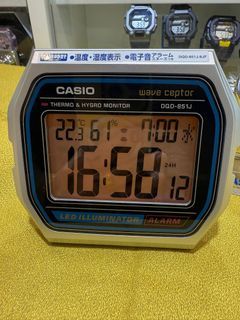 ●温度・湿度表示 ●電子音アラーム
DQD-851J-8JF
CASIO wave ceptor
THERMO & HYGRO MONITOR DQD-851J
22.3 61% 7:00
16:58 12
24H
LED ILLUMINATOR ALARM